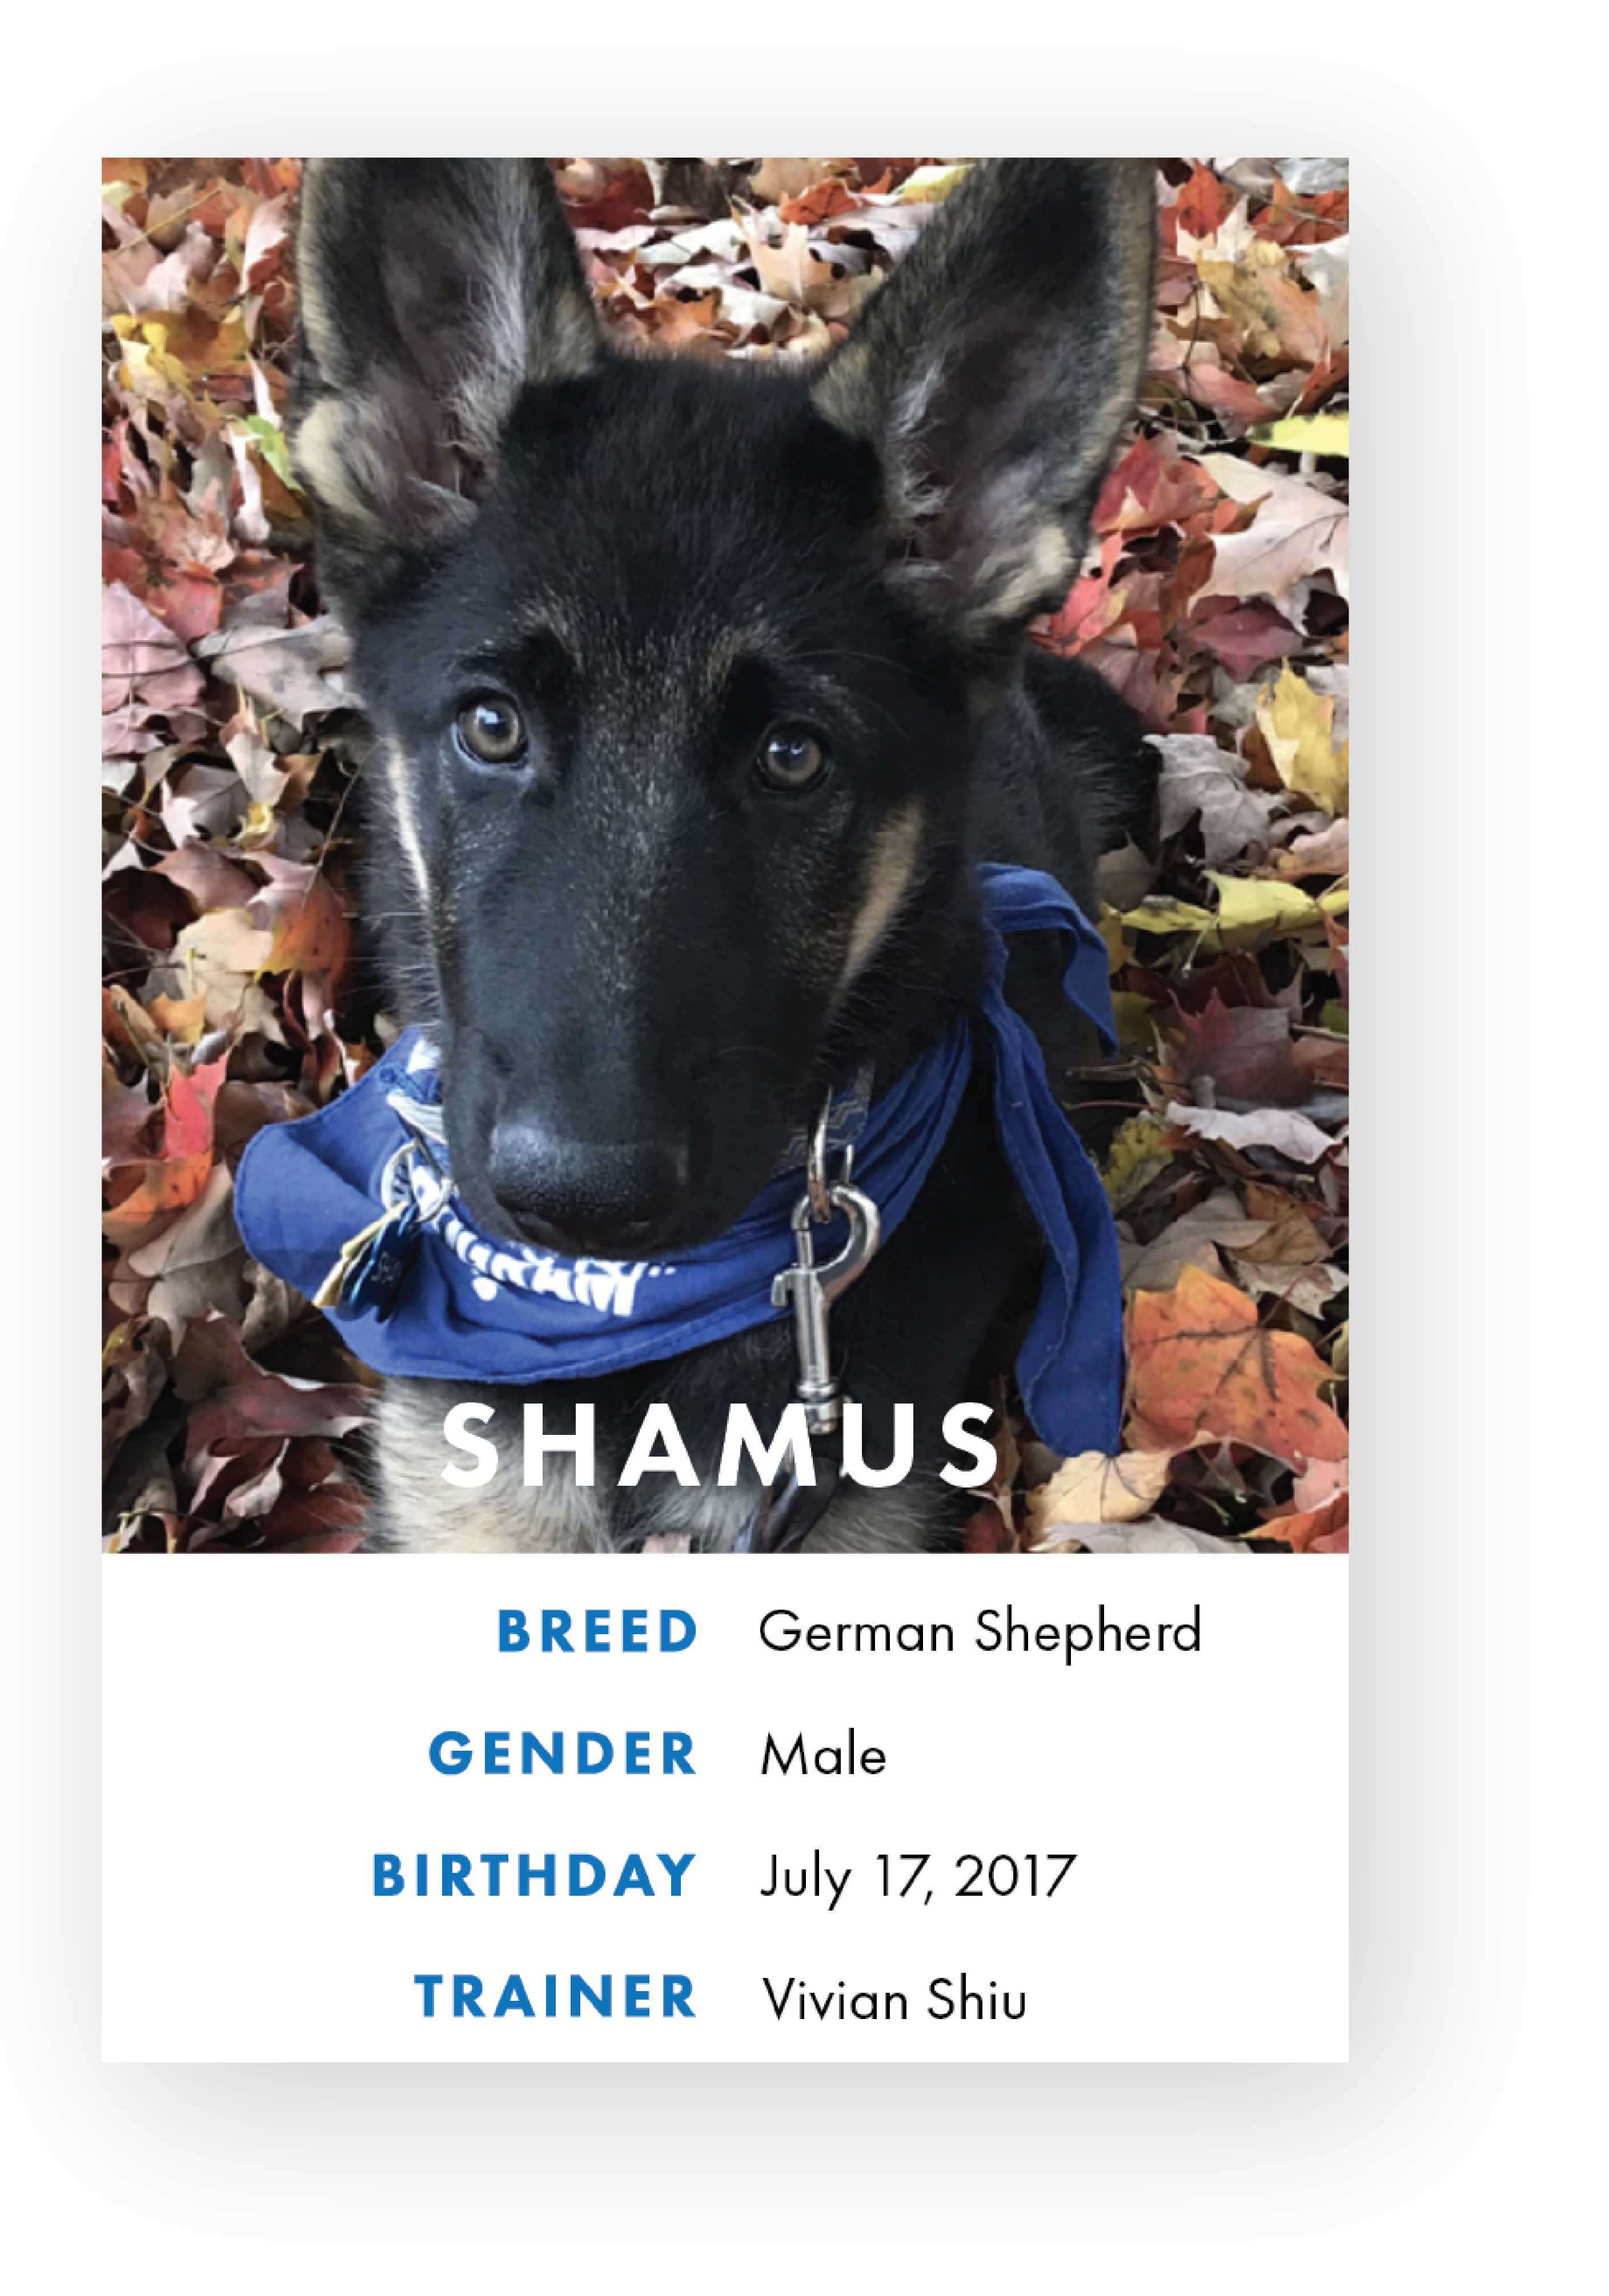 SHAMUS
BREED German Shepherd
GENDER Male
BIRTHDAY July 17, 2017
TRAINER Vivian Shiu